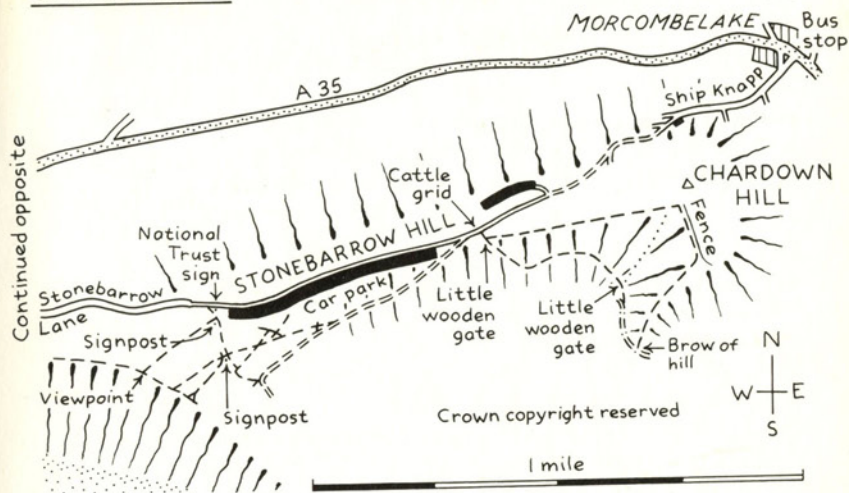 MORCOMBELAKE
Bus
stop
A 35
'Ship' Knapp
Continued opposite
Cattle
grid
CHARDOWN
HILL
National
Trust
sign
STONEBARROW HILL
Fence
Stonebarrow
Lane
Car park
Little
wooden
gate
Little
wooden
gate
Signpost
Brow of
hill
N
W
E
S
Viewpoint
Signpost
Crown copyright reserved
1 mile